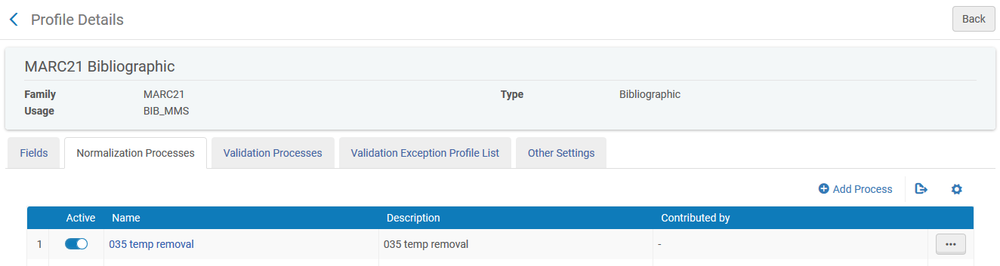 Profile Details
Back
MARC21 Bibliographic
Family MARC21 Type Bibliographic
Usage BIB_MMS
Fields Normalization Processes Validation Processes Validation Exception Profile List Other Settings
Add Process
Active Name Description Contributed by
1 035 temp removal 035 temp removal -